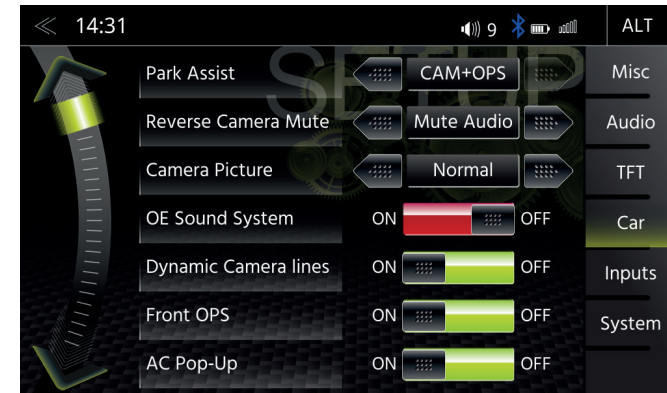 14:31 9 ALT
SETUP
Park Assist CAM+OPS Misc
Reverse Camera Mute Mute Audio Audio
Camera Picture Normal TFT
OE Sound System ON OFF Car
Dynamic Camera lines ON OFF Inputs
Front OPS ON OFF System
AC Pop-Up ON OFF